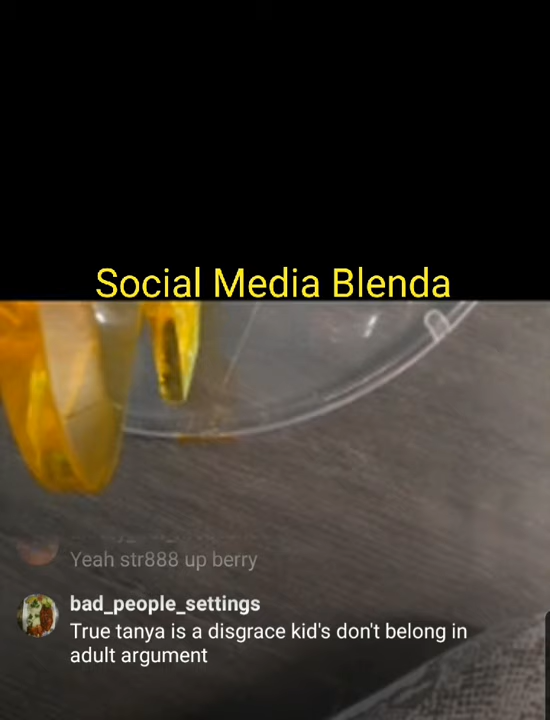 Social Media Blenda
Yeah str888 up berry
bad_people_settings
True tanya is a disgrace kid's don't belong in
adult argument